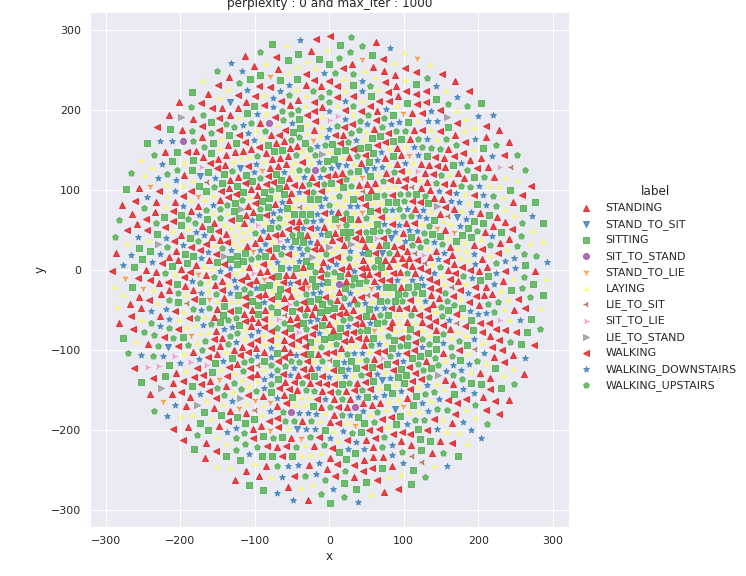 perplexity : 0 and max_iter : 1000
300
200
100
0
−100
−200
−300
y
−300
−200
−100
0
100
200
300
x
label
STANDING
STAND_TO_SIT
SITTING
SIT_TO_STAND
STAND_TO_LIE
LAYING
LIE_TO_SIT
SIT_TO_LIE
LIE_TO_STAND
WALKING
WALKING_DOWNSTAIRS
WALKING_UPSTAIRS